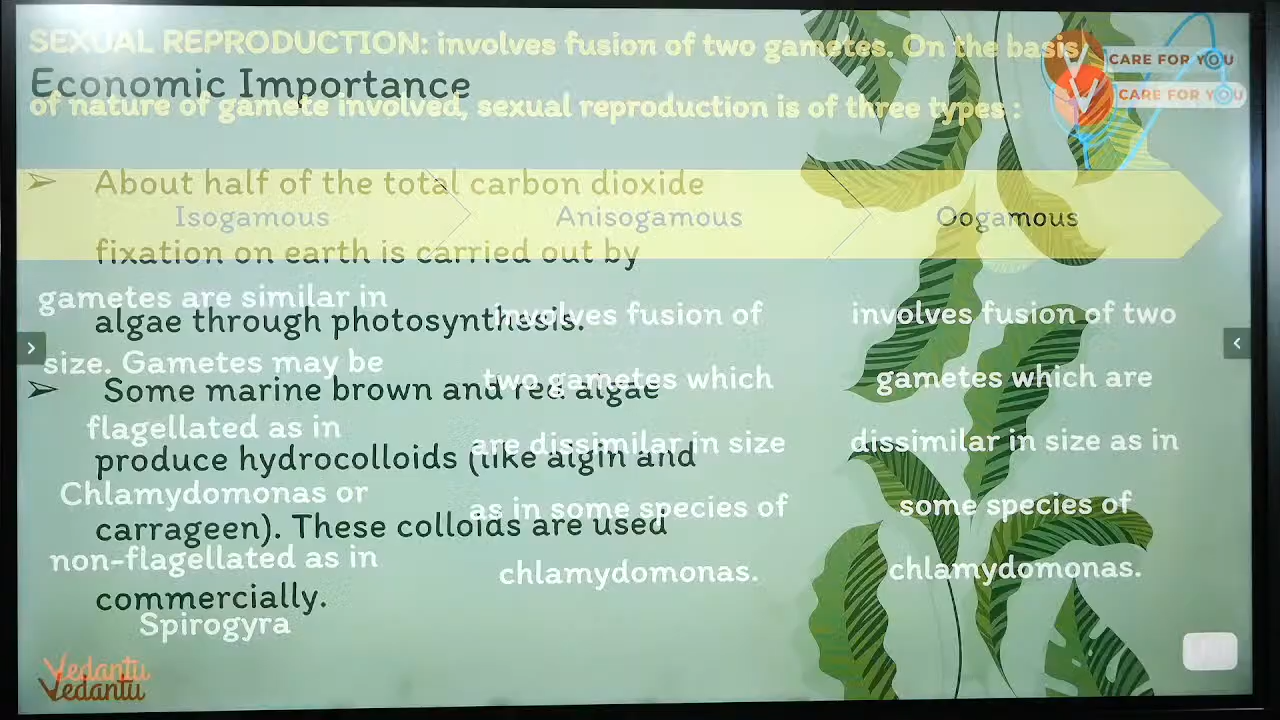 SEXUAL REPRODUCTION: involves fusion of two gametes. On the basis
of nature of gamete involved, sexual reproduction is of three types :
Isogamous
gametes are similar in
size. Gametes may be
flagellated as in
Chlamydomonas or
non-flagellated as in
Spirogyra
Anisogamous
involves fusion of
two gametes which
are dissimilar in size
as in some species of
chlamydomonas.
Oogamous
involves fusion of two
gametes which are
dissimilar in size as in
some species of
chlamydomonas.
Economic Importance
➢ About half of the total carbon dioxide
fixation on earth is carried out by
algae through photosynthesis.
➢ Some marine brown and red algae
produce hydrocolloids (like algin and
carrageen). These colloids are used
commercially.
CARE FOR YOU
CARE FOR YOU
Vedantu
Vedantu